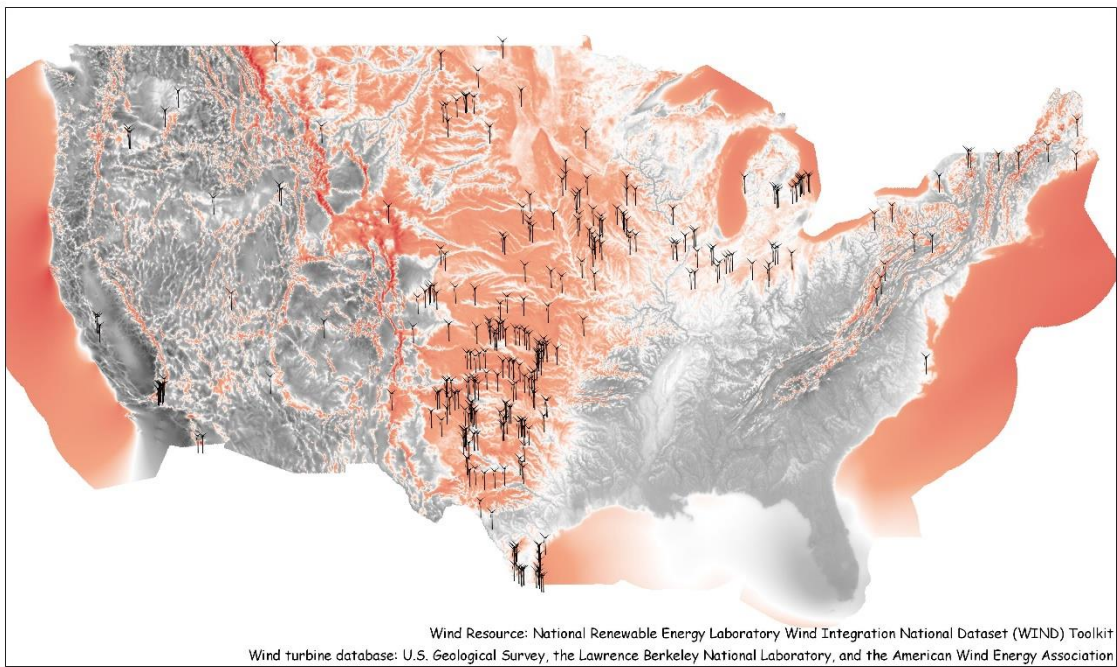 Wind Resource: National Renewable Energy Laboratory Wind Integration National Dataset (WIND) Toolkit
Wind turbine database: U.S. Geological Survey, the Lawrence Berkeley National Laboratory, and the American Wind Energy Association